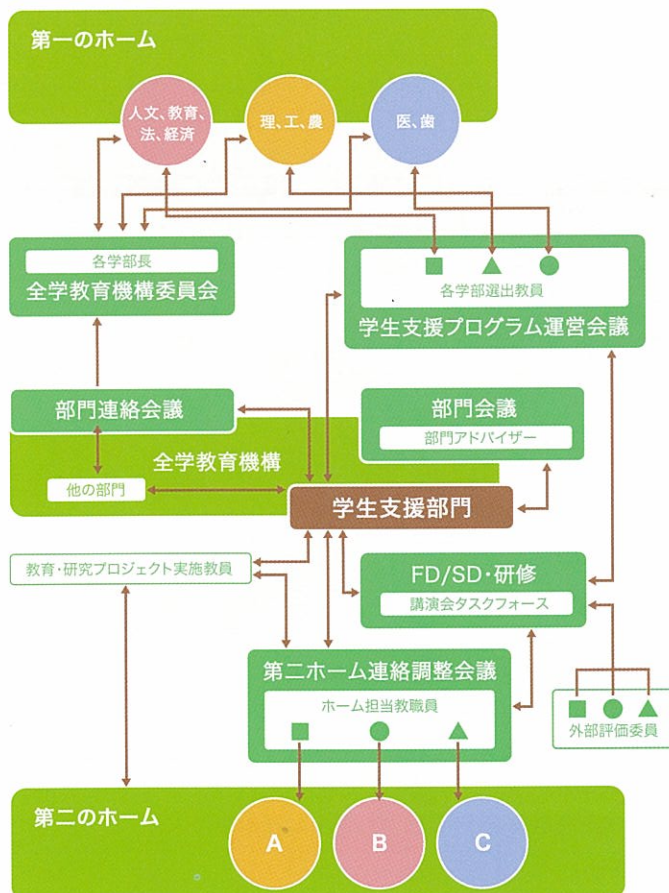 第一のホーム
人文、教育、
法、経済
理、工、農
医、歯
各学部長
全学教育機構委員会
各学部選出教員
学生支援プログラム運営会議
部門連絡会議
部門会議
部門アドバイザー
全学教育機構
他の部門
学生支援部門
教育・研究プロジェクト実施教員
FD/SD・研修
講演会タスクフォース
第二ホーム連絡調整会議
ホーム担当教職員
外部評価委員
第二のホーム
A
B
C